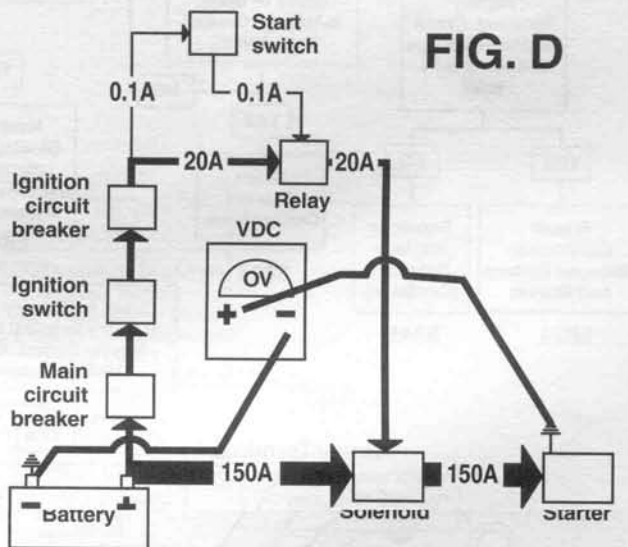 Start
switch
FIG. D
0.1A
0.1A
20A
20A
Relay
Ignition
circuit
breaker
VDC
OV
+ −
Ignition
switch
Main
circuit
breaker
150A
150A
− +
Battery
Solenoid
Starter